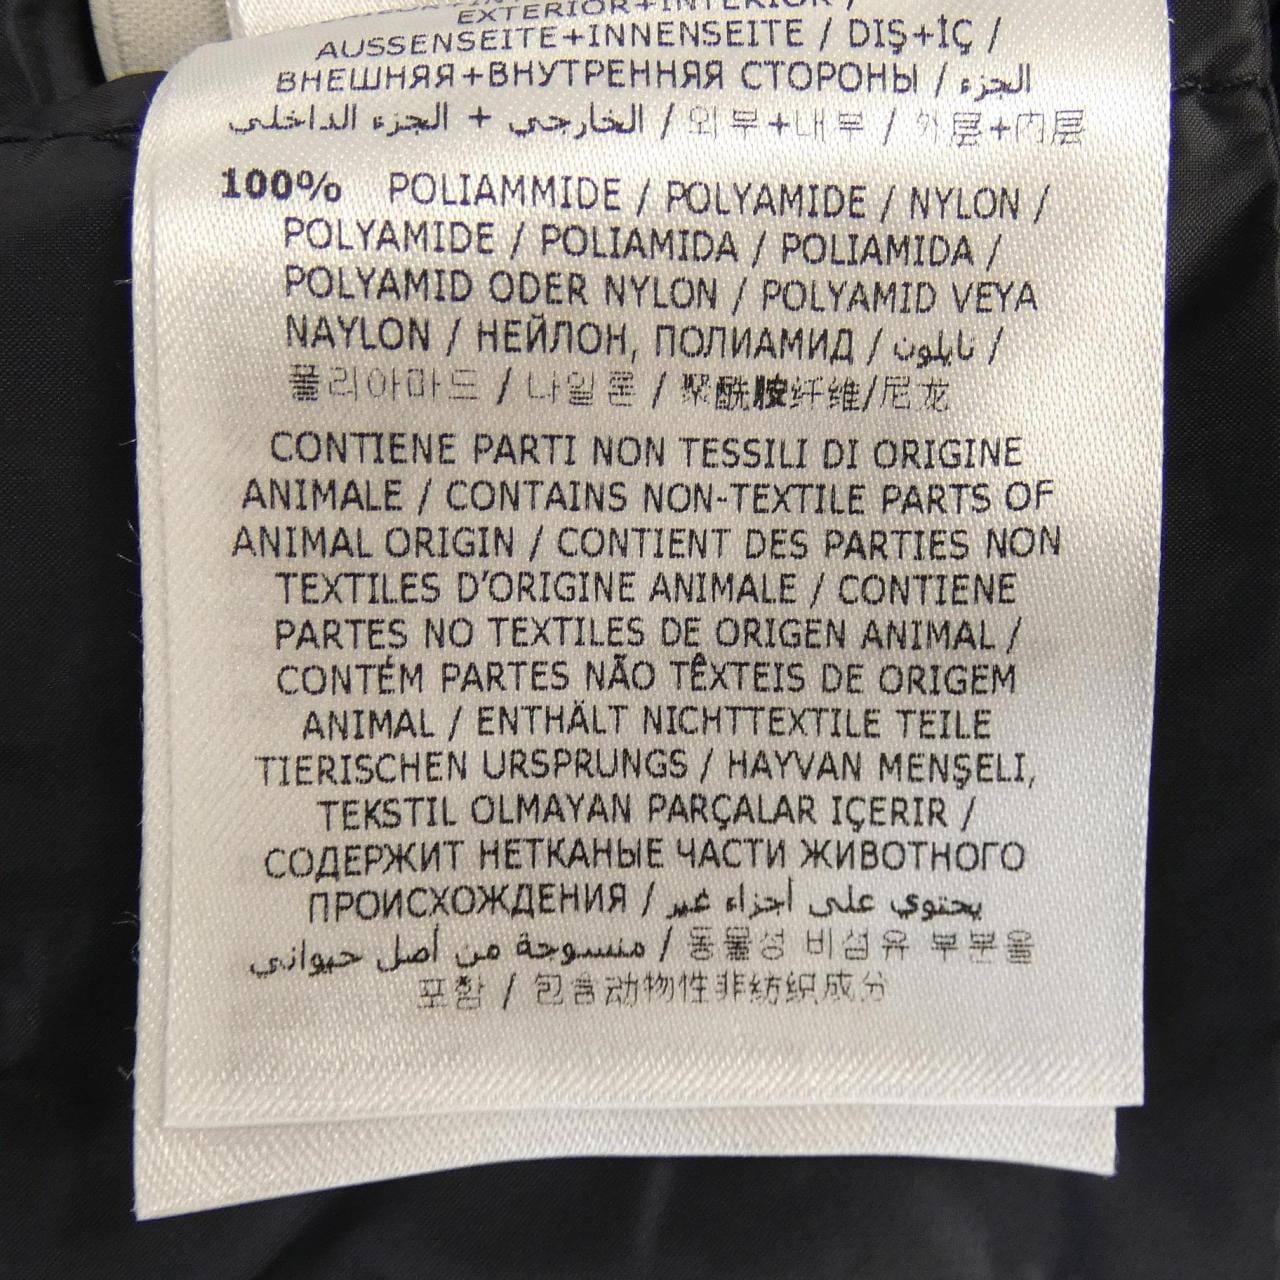 EXTERIOR+INTERIOR /
AUSSENSEITE+INNENSEITE / DIŞ+İÇ /
ВНЕШНЯЯ+ВНУТРЕННЯЯ СТОРОНЫ / الجزء
الخارجي + الجزء الداخلي / 외부+내부 / 外层+内层
100% POLIAMMIDE / POLYAMIDE / NYLON /
POLYAMIDE / POLIAMIDA / POLIAMIDA /
POLYAMID ODER NYLON / POLYAMID VEYA
NAYLON / НЕЙЛОН, ПОЛИАМИД / نايلون /
폴리아마드 / 나일론 / 聚酰胺纤维/尼龙
CONTIENE PARTI NON TESSILI DI ORIGINE
ANIMALE / CONTAINS NON-TEXTILE PARTS OF
ANIMAL ORIGIN / CONTIENT DES PARTIES NON
TEXTILES D’ORIGINE ANIMALE / CONTIENE
PARTES NO TEXTILES DE ORIGEN ANIMAL /
CONTÉM PARTES NÃO TÊXTEIS DE ORIGEM
ANIMAL / ENTHÄLT NICHTTEXTILE TEILE
TIERISCHEN URSPRUNGS / HAYVAN MENŞELI,
TEKSTIL OLMAYAN PARÇALAR IÇERIR /
СОДЕРЖИТ НЕТКАНЫЕ ЧАСТИ ЖИВОТНОГО
ПРОИСХОЖДЕНИЯ / يحتوي على أجزاء غير
منسوجة من أصل حيواني / 동물성 비섬유 부분을
포함 / 包含动物性非纺织成分